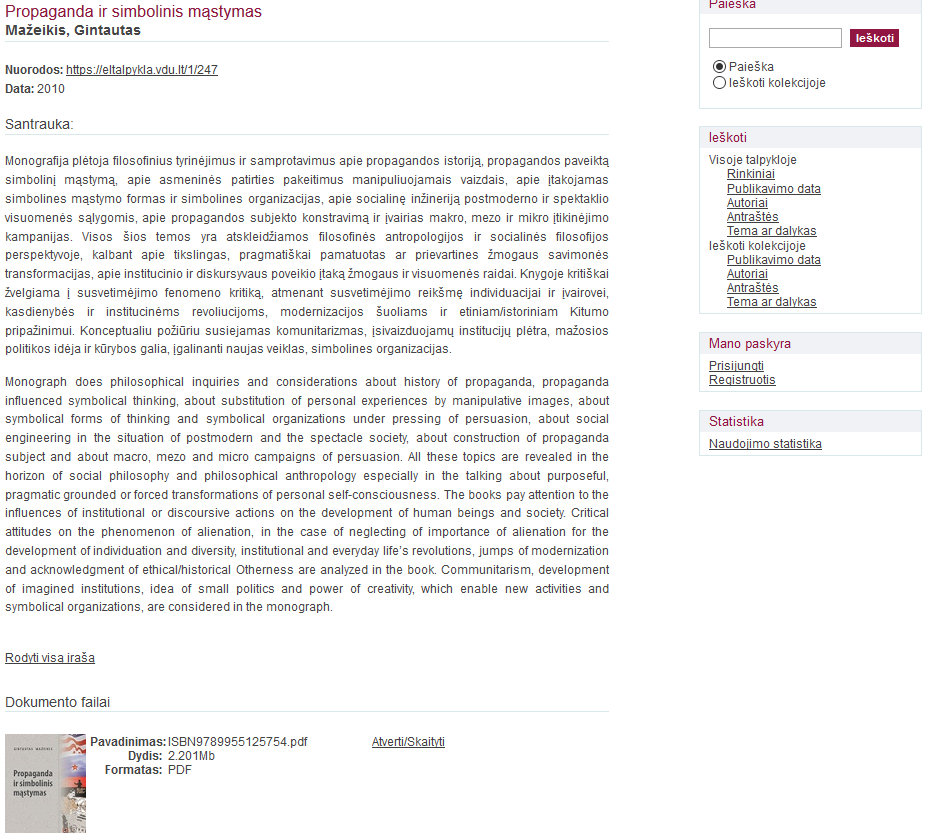 Propaganda ir simbolinis mąstymas
Mažeikis, Gintautas
Nuorodos: https://eltalpykla.vdu.lt/1/247
Data: 2010
Santrauka:
Monografija plėtoja filosofinius tyrinėjimus ir samprotavimus apie propagandos istoriją, propagandos paveiktą
simbolinį mąstymą, apie asmeninės patirties pakeitimus manipuliuojamais vaizdais, apie įtakojamas
simbolines mąstymo formas ir simbolines organizacijas, apie socialinę inžineriją postmoderno ir spektaklio
visuomenės sąlygomis, apie propagandos subjekto konstravimą ir įvairias makro, mezo ir mikro įtikinėjimo
kampanijas. Visos šios temos yra atskleidžiamos filosofinės antropologijos ir socialinės filosofijos
perspektyvoje, kalbant apie tikslingas, pragmatiškai pamatuotas ar prievartines žmogaus savimonės
transformacijas, apie institucinio ir diskursyvaus poveikio įtaką žmogaus ir visuomenės raidai. Knygoje kritiškai
žvelgiama į susvetimėjimo fenomeno kritiką, atmenant susvetimėjimo reikšmę individuacijai ir įvairovei,
kasdienybės ir institucinėms revoliucijoms, modernizacijos šuoliams ir etiniam/istoriniam Kitumo
pripažinimui. Konceptualiu požiūriu susiejamas komunitarizmas, įsivaizduojamų institucijų plėtra, mažosios
politikos idėja ir kūrybos galia, įgalinanti naujas veiklas, simbolines organizacijas.
Monograph does philosophical inquiries and considerations about history of propaganda, propaganda
influenced symbolical thinking, about substitution of personal experiences by manipulative images, about
symbolical forms of thinking and symbolical organizations under pressing of persuasion, about social
engineering in the situation of postmodern and the spectacle society, about construction of propaganda
subject and about macro, mezo and micro campaigns of persuasion. All these topics are revealed in the
horizon of social philosophy and philosophical anthropology especially in the talking about purposeful,
pragmatic grounded or forced transformations of personal self-consciousness. The books pay attention to the
influences of institutional or discoursive actions on the development of human beings and society. Critical
attitudes on the phenomenon of alienation, in the case of neglecting of importance of alienation for the
development of individuation and diversity, institutional and everyday life's revolutions, jumps of modernization
and acknowledgment of ethical/historical Otherness are analyzed in the book. Communitarism, development
of imagined institutions, idea of small politics and power of creativity, which enable new activities and
symbolical organizations, are considered in the monograph.
Rodyti visą įrašą
Dokumento failai
GINTAUTAS MAŽEIKIS
Propaganda
ir simbolinis
mąstymas
Pavadinimas: ISBN9789955125754.pdf
Dydis: 2.201Mb
Formatas: PDF
Atverti/Skaityti
Paieška
Ieškoti
Paieška
Ieškoti kolekcijoje
Ieškoti
Visoje talpykloje
Rinkiniai
Publikavimo data
Autoriai
Antraštės
Tema ar dalykas
Ieškoti kolekcijoje
Publikavimo data
Autoriai
Antraštės
Tema ar dalykas
Mano paskyra
Prisijungti
Registruotis
Statistika
Naudojimo statistika